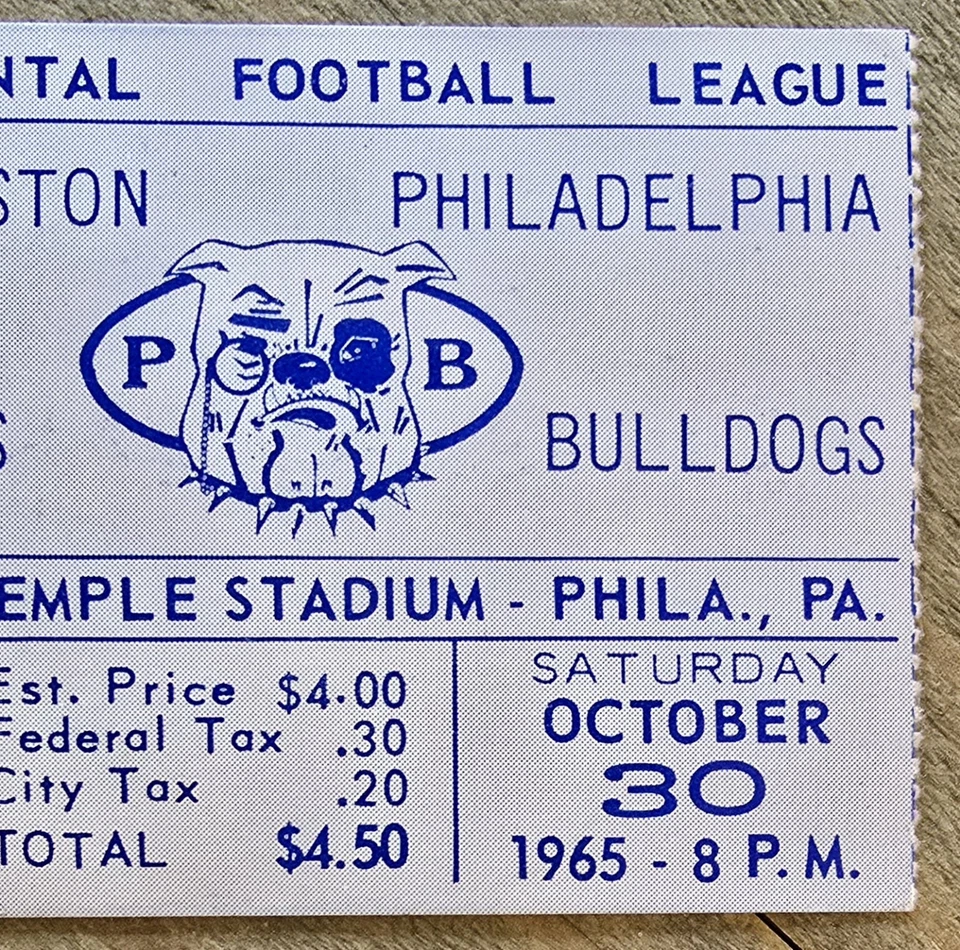 NTAL FOOTBALL LEAGUE
STON PHILADELPHIA
P B
S BULLDOGS
EMPLE STADIUM - PHILA., PA.
Est. Price $4.00
Federal Tax .30
City Tax .20
TOTAL $4.50
SATURDAY
OCTOBER
30
1965 - 8 P.M.